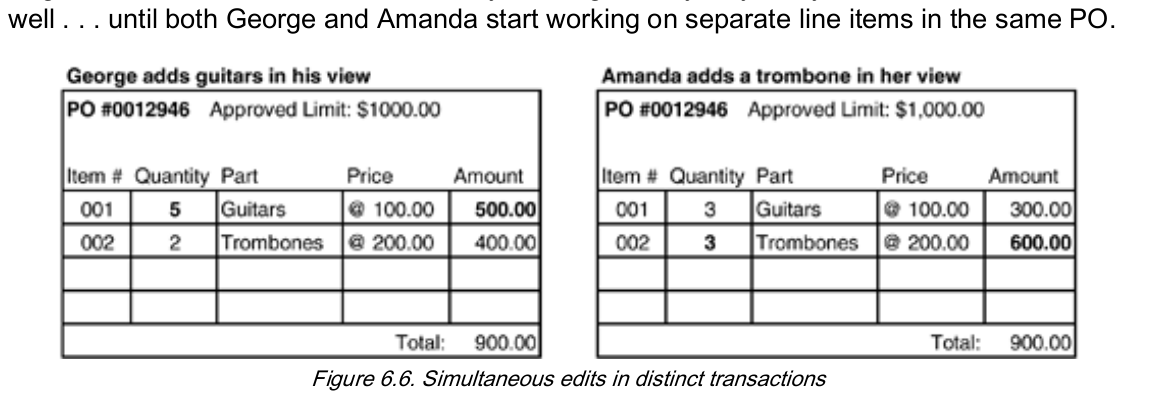 well . . . until both George and Amanda start working on separate line items in the same PO.
George adds guitars in his view
PO #0012946 Approved Limit: $1000.00
Item # Quantity Part Price Amount
001 5 Guitars @ 100.00 500.00
002 2 Trombones @ 200.00 400.00
Total: 900.00
Amanda adds a trombone in her view
PO #0012946 Approved Limit: $1,000.00
Item # Quantity Part Price Amount
001 3 Guitars @ 100.00 300.00
002 3 Trombones @ 200.00 600.00
Total: 900.00
Figure 6.6. Simultaneous edits in distinct transactions